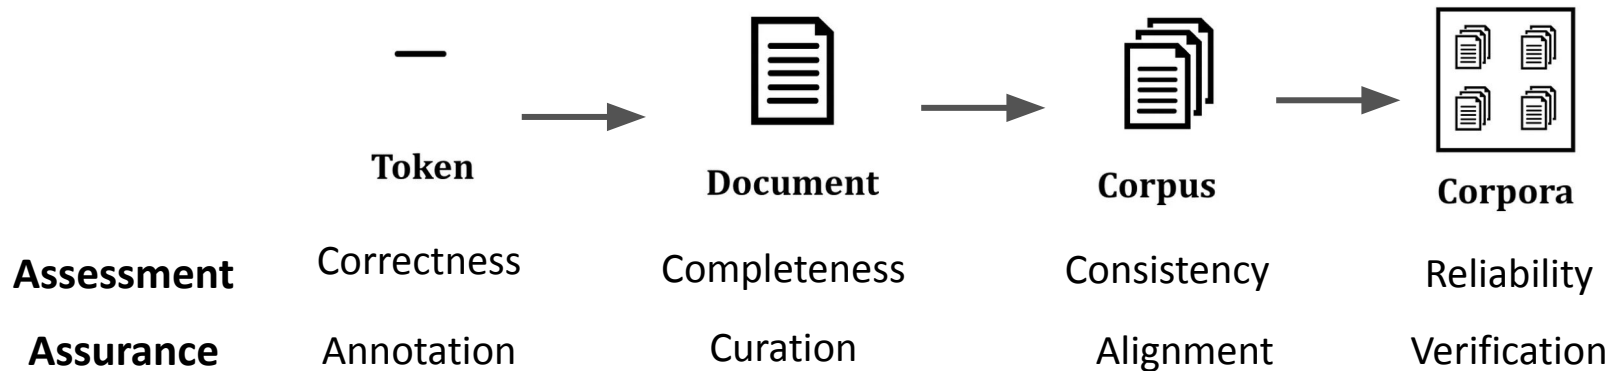 Token Document Corpus Corpora
Assessment Correctness Completeness Consistency Reliability
Assurance Annotation Curation Alignment Verification